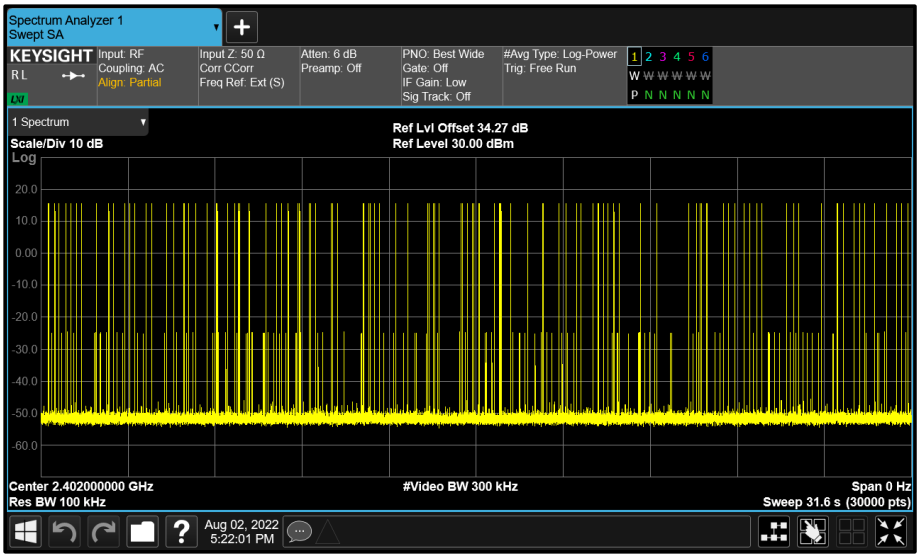 Spectrum Analyzer 1
Swept SA
KEYSIGHT
R L
LXI
Input: RF
Coupling: AC
Align: Partial
Input Z: 50 Ω
Corr CCorr
Freq Ref: Ext (S)
Atten: 6 dB
Preamp: Off
PNO: Best Wide
Gate: Off
IF Gain: Low
Sig Track: Off
#Avg Type: Log-Power
Trig: Free Run
1 2 3 4 5 6
W W W W W W
P N N N N N
1 Spectrum
Scale/Div 10 dB
Ref Lvl Offset 34.27 dB
Ref Level 30.00 dBm
Log
20.0
10.0
0.00
-10.0
-20.0
-30.0
-40.0
-50.0
-60.0
Center 2.402000000 GHz
#Video BW 300 kHz
Span 0 Hz
Res BW 100 kHz
Sweep 31.6 s (30000 pts)
?
Aug 02, 2022
5:22:01 PM